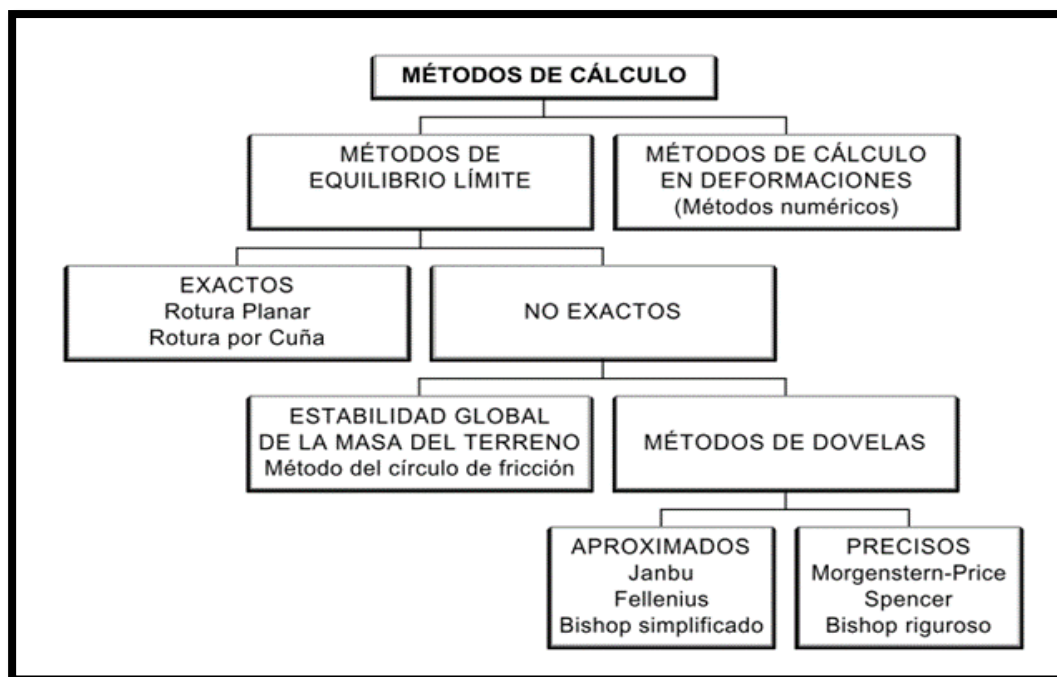 MÉTODOS DE CÁLCULO
MÉTODOS DE
EQUILIBRIO LÍMITE
MÉTODOS DE CÁLCULO
EN DEFORMACIONES
(Métodos numéricos)
EXACTOS
Rotura Planar
Rotura por Cuña
NO EXACTOS
ESTABILIDAD GLOBAL
DE LA MASA DEL TERRENO
Método del círculo de fricción
MÉTODOS DE DOVELAS
APROXIMADOS
Janbu
Fellenius
Bishop simplificado
PRECISOS
Morgenstern-Price
Spencer
Bishop riguroso